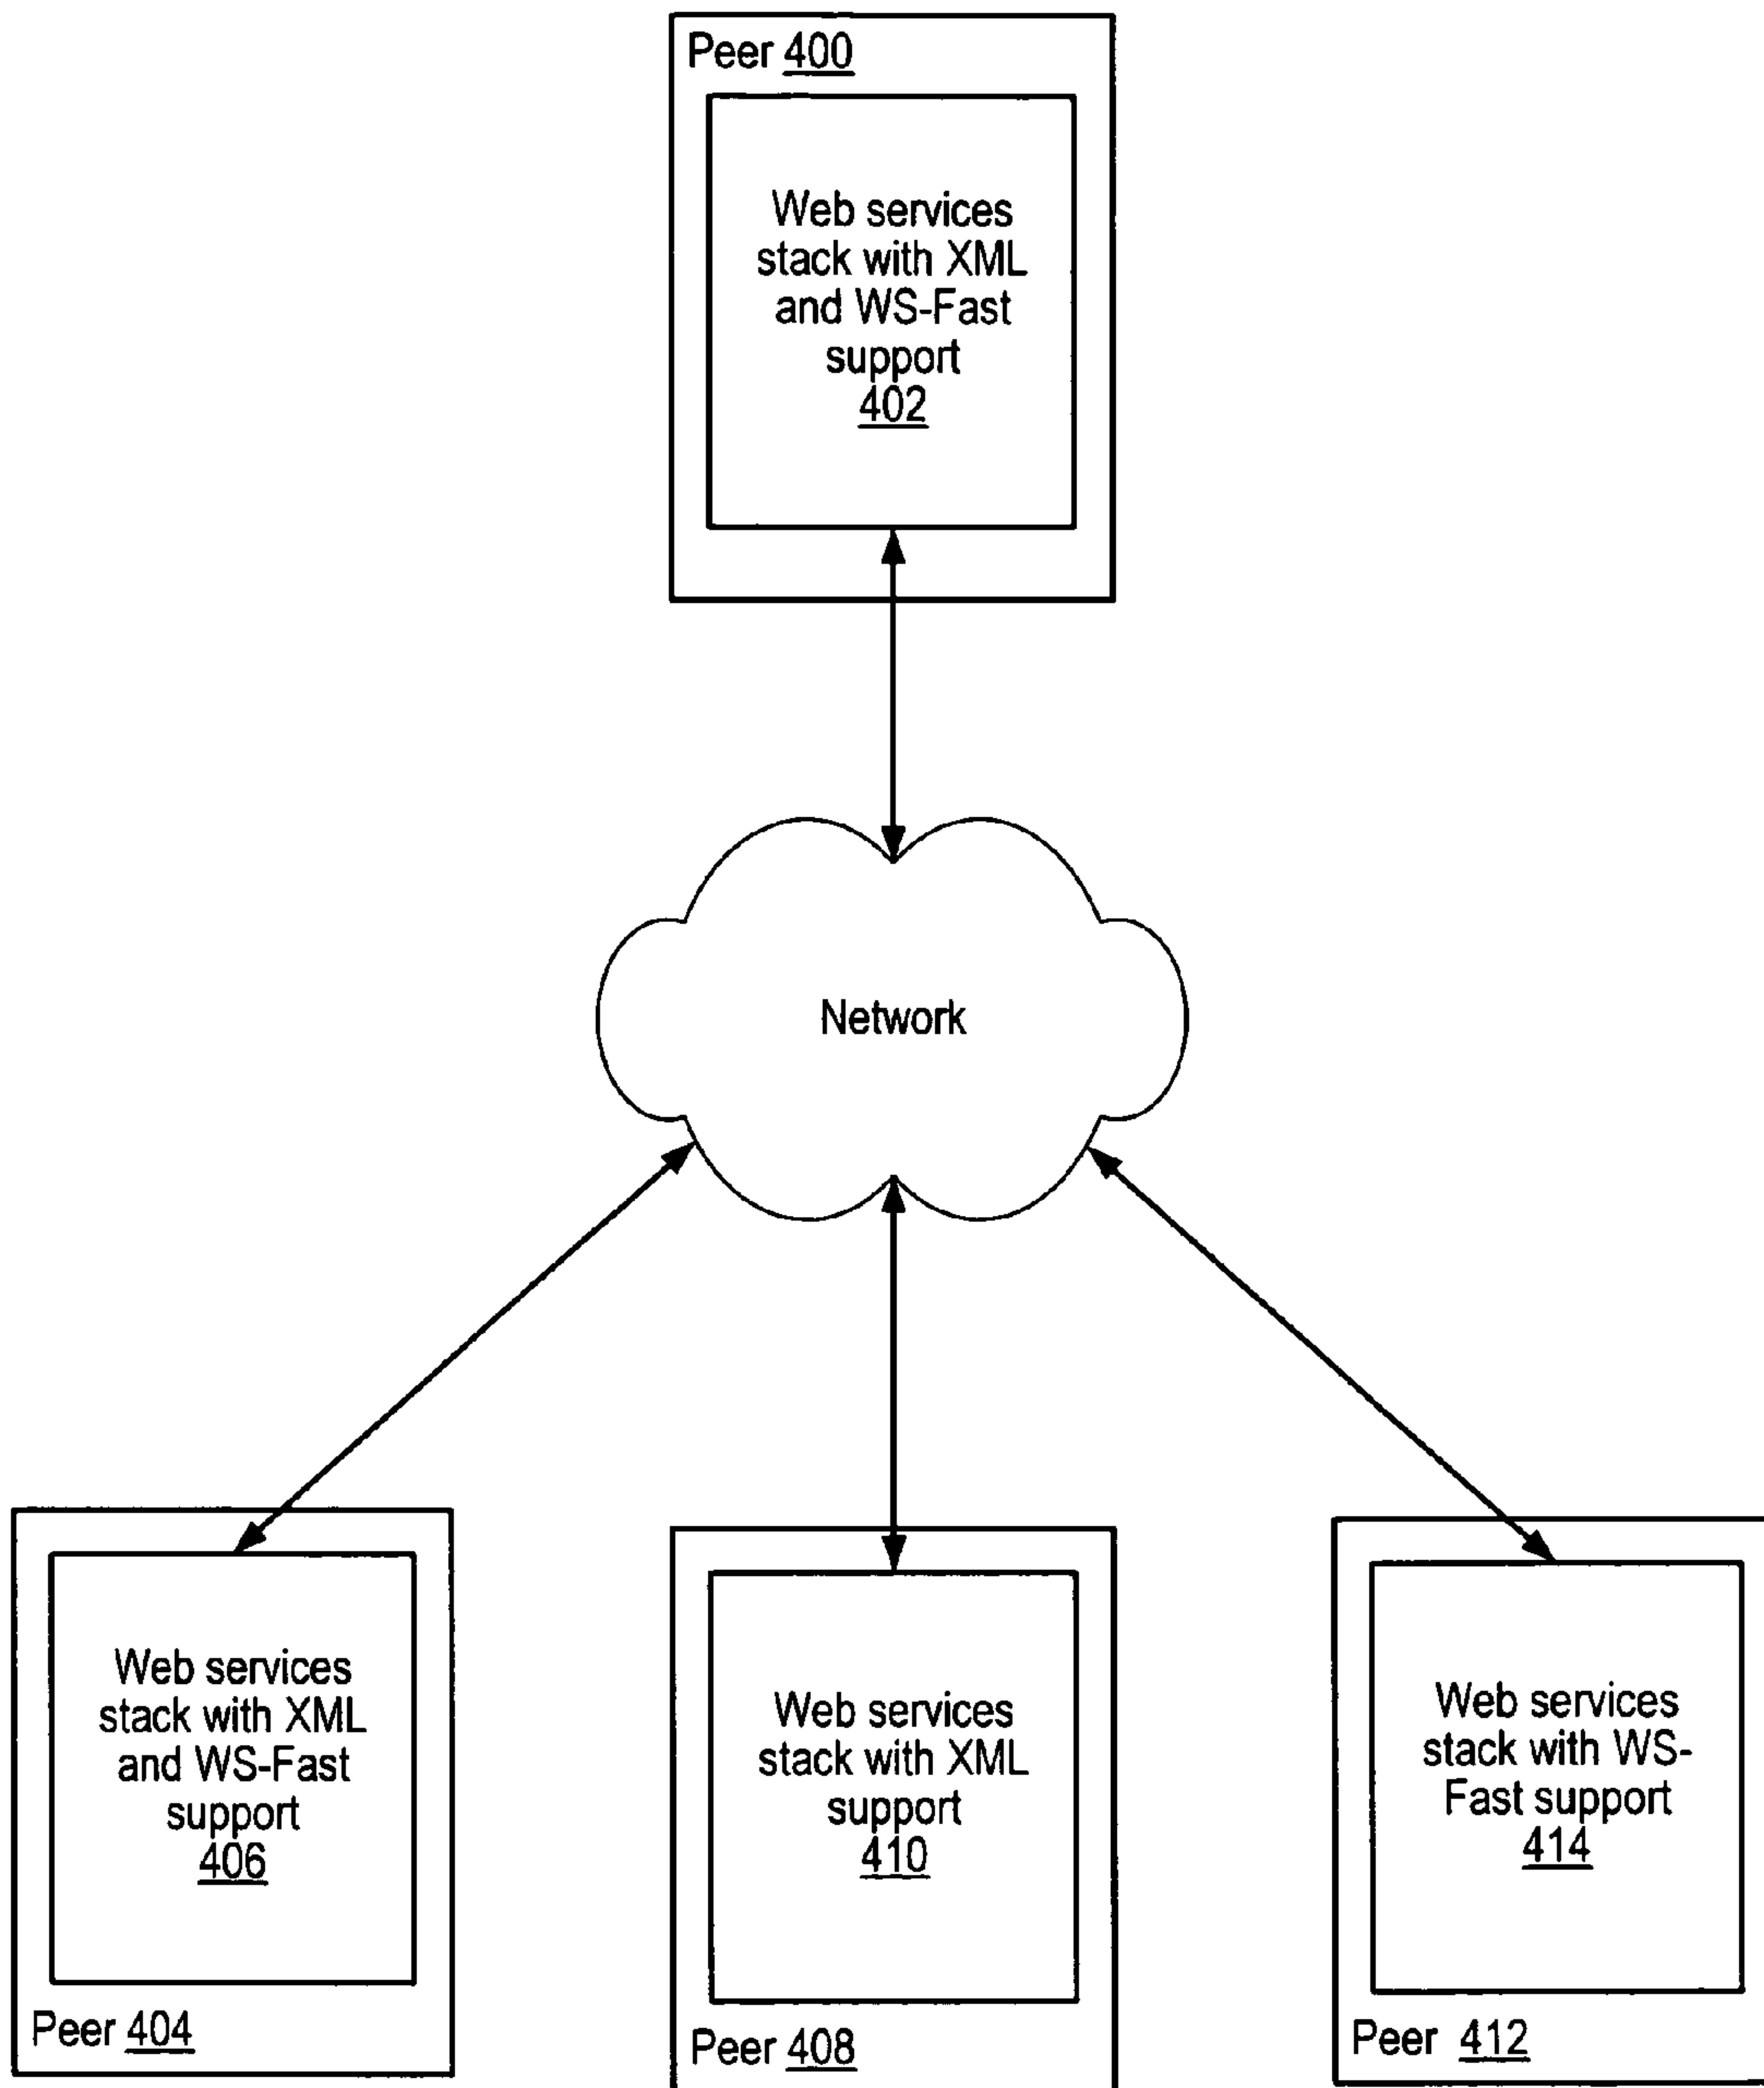 Peer 400
Web services
stack with XML
and WS-Fast
support
402
Network
Web services
stack with XML
and WS-Fast
support
406
Peer 404
Web services
stack with XML
support
410
Peer 408
Web services
stack with WS-
Fast support
414
Peer 412